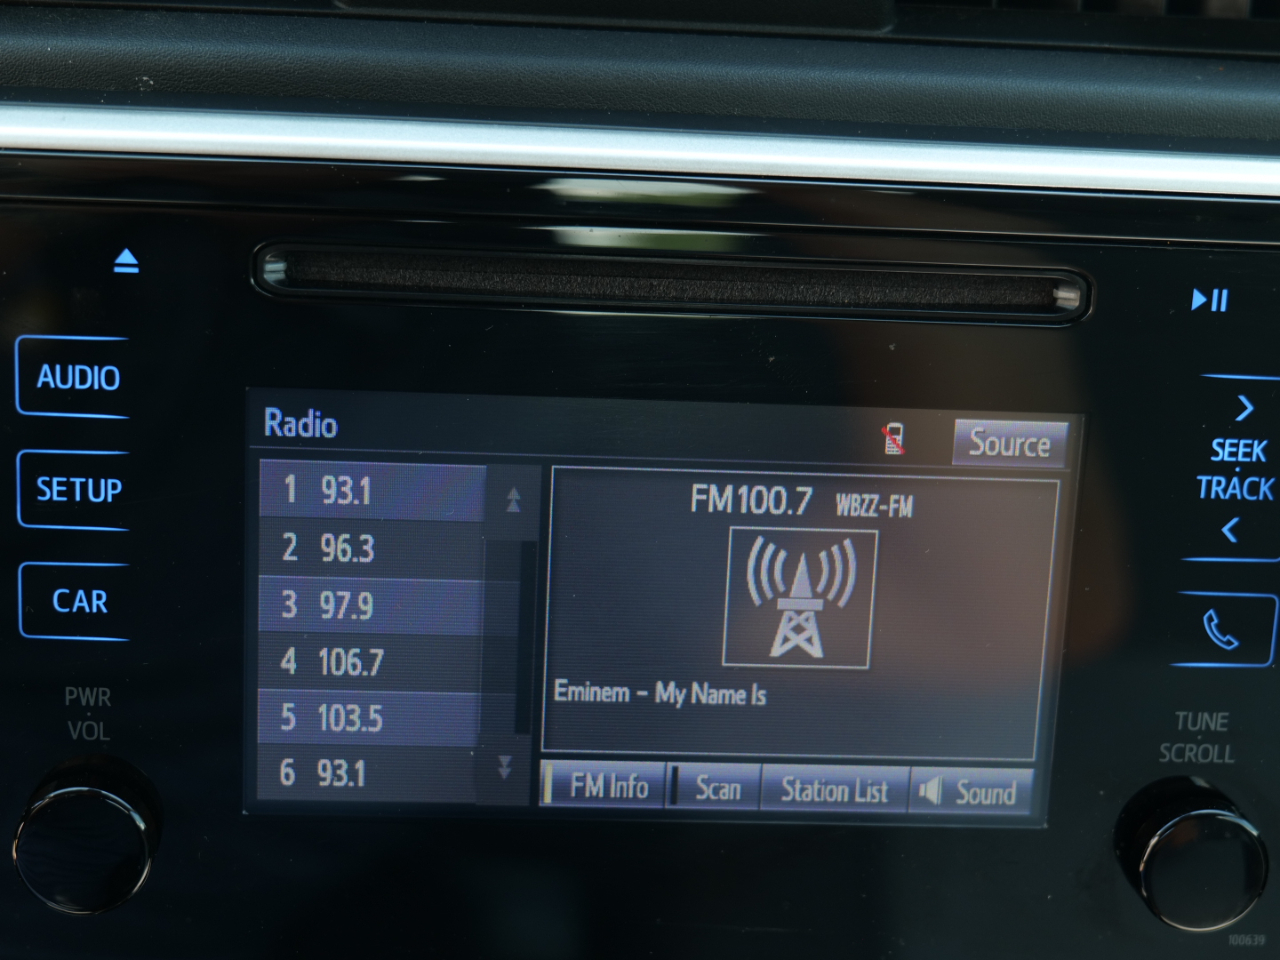 AUDIO
SETUP
CAR
PWR
VOL
Radio
Source
1 93.1
2 96.3
3 97.9
4 106.7
5 103.5
6 93.1
FM100.7 WBZZ-FM
Eminem - My Name Is
FM Info
Scan
Station List
Sound
SEEK
TRACK
TUNE
SCROLL
100639